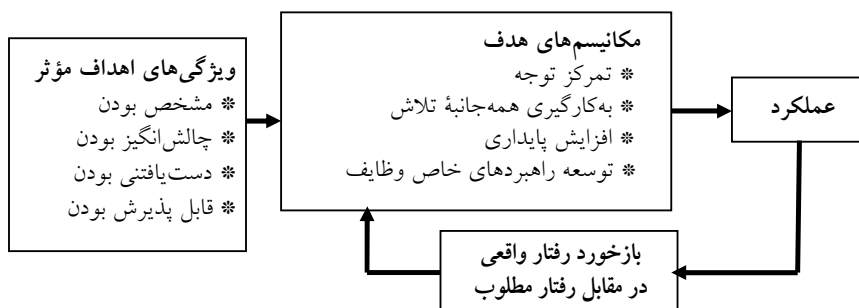 ویژگی‌های اهداف مؤثر
* مشخص بودن
* چالش‌انگیز بودن
* دست‌یافتنی بودن
* قابل پذیرش بودن
مکانیسم‌های هدف
* تمرکز توجه
* به‌کارگیری همه‌جانبهٔ تلاش
* افزایش پایداری
* توسعه راهبردهای خاص وظایف
عملکرد
بازخورد رفتار واقعی
در مقابل رفتار مطلوب